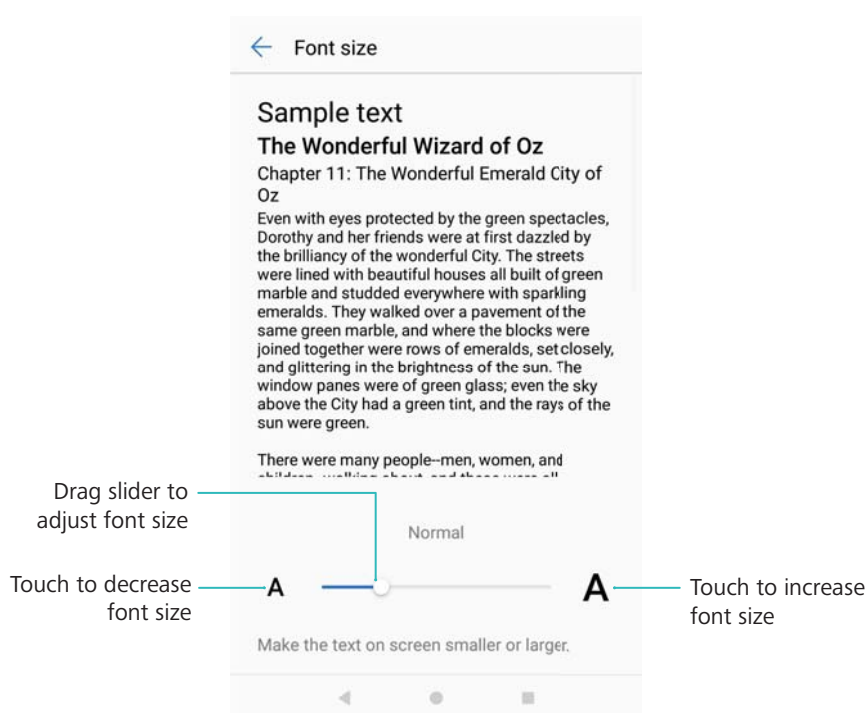 Font size
Sample text
The Wonderful Wizard of Oz
Chapter 11: The Wonderful Emerald City of
Oz
Even with eyes protected by the green spectacles,
Dorothy and her friends were at first dazzled by
the brilliancy of the wonderful City. The streets
were lined with beautiful houses all built of green
marble and studded everywhere with sparkling
emeralds. They walked over a pavement of the
same green marble, and where the blocks were
joined together were rows of emeralds, set closely,
and glittering in the brightness of the sun. The
window panes were of green glass; even the sky
above the City had a green tint, and the rays of the
sun were green.
There were many people--men, women, and
Drag slider to
adjust font size
Normal
Touch to decrease
font size
A
A
Touch to increase
font size
Make the text on screen smaller or larger.